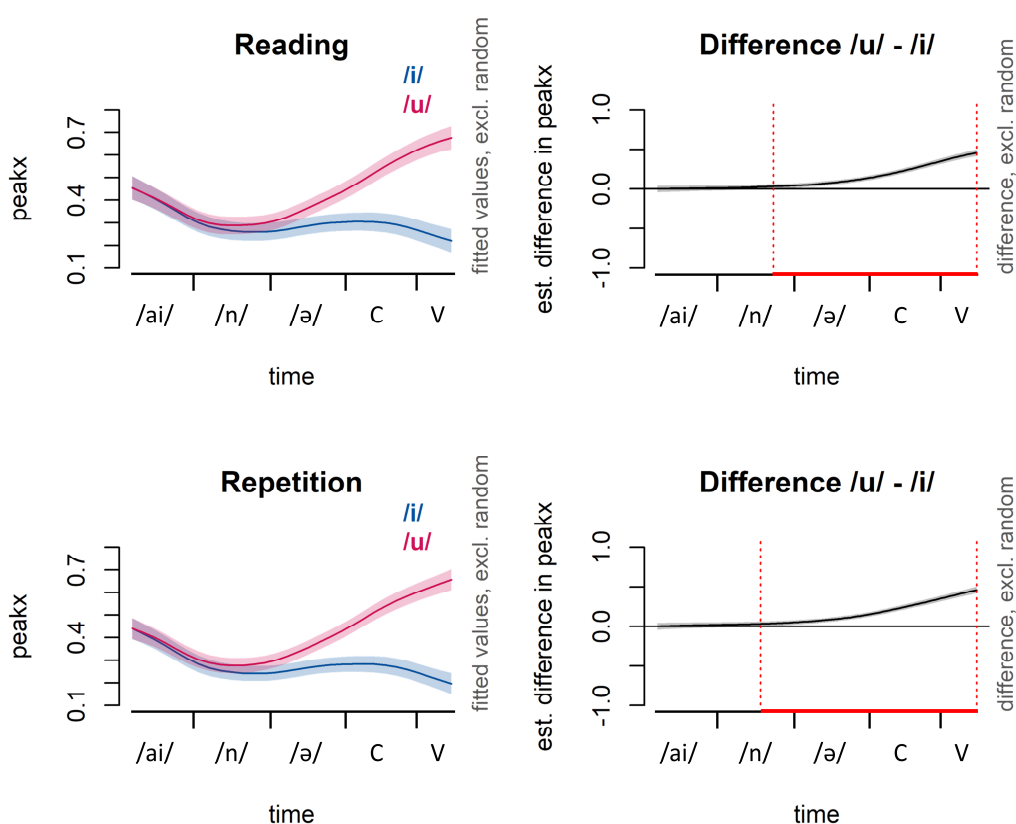 Reading
/i/
/u/
peakx
0.7
0.4
0.1
/ai/ /n/ /ə/ C V
time
fitted values, excl. random
Difference /u/ - /i/
est. difference in peakx
1.0
0.0
-1.0
/ai/ /n/ /ə/ C V
time
difference, excl. random
Repetition
/i/
/u/
peakx
0.7
0.4
0.1
/ai/ /n/ /ə/ C V
time
fitted values, excl. random
Difference /u/ - /i/
est. difference in peakx
1.0
0.0
-1.0
/ai/ /n/ /ə/ C V
time
difference, excl. random